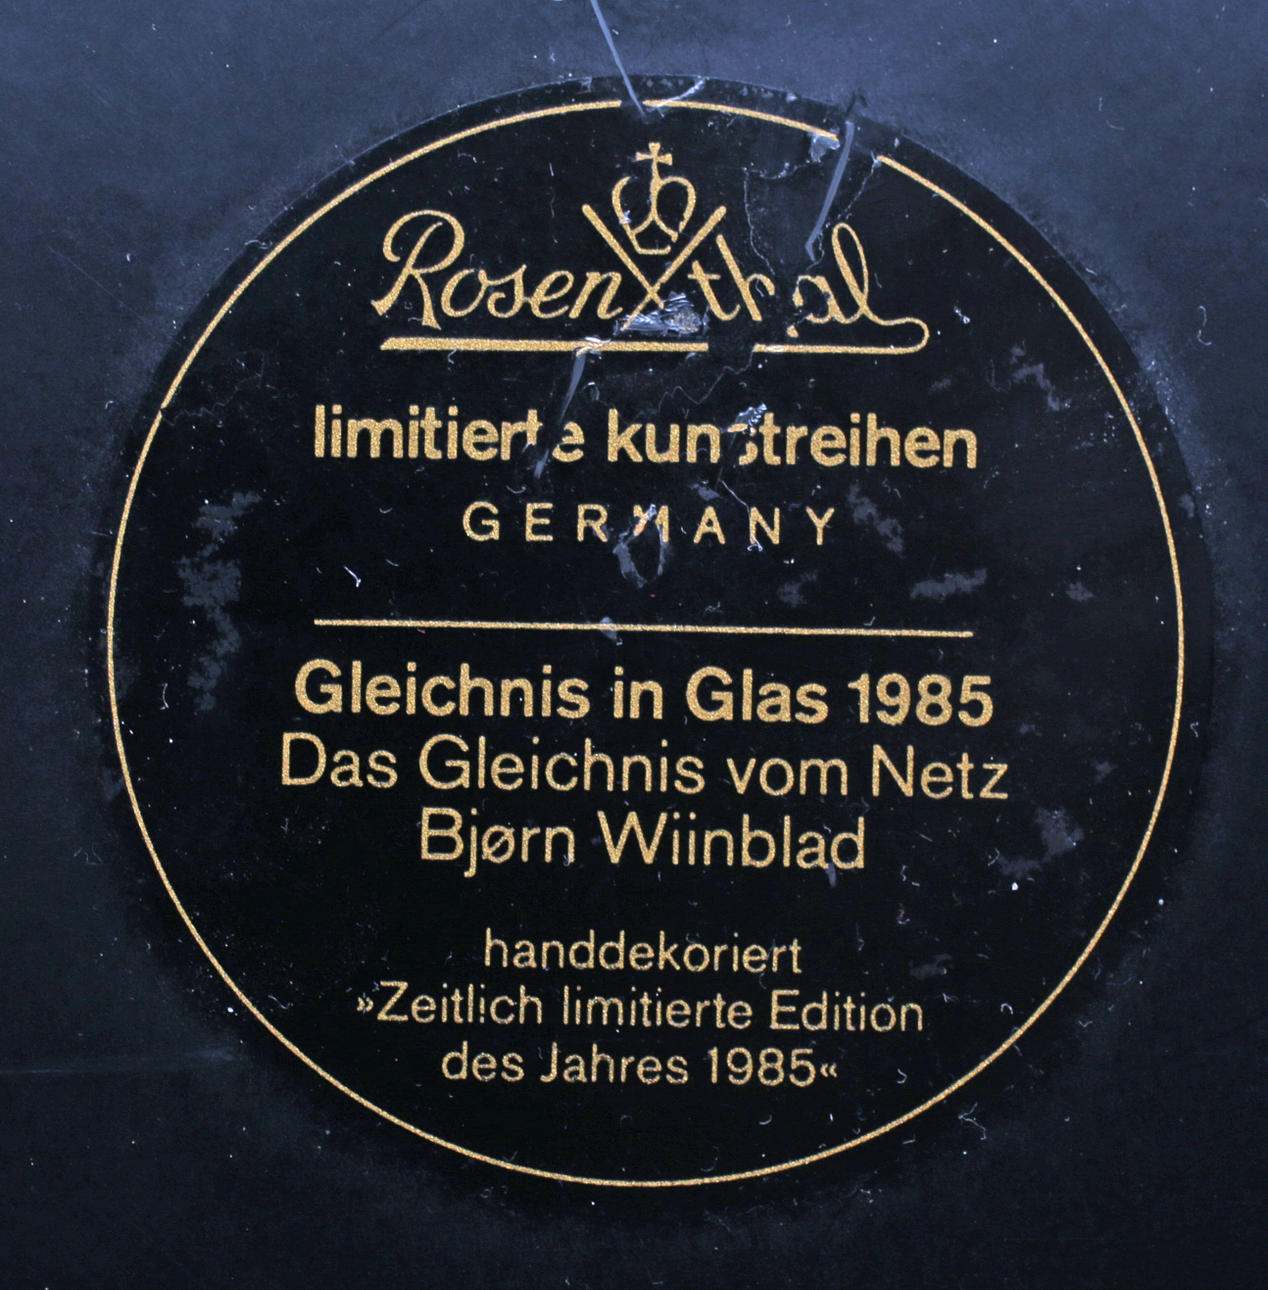 Rosenthal
limitierte kunstreihen
GERMANY
Gleichnis in Glas 1985
Das Gleichnis vom Netz
Bjørn Wiinblad
handdekoriert
»Zeitlich limitierte Edition
des Jahres 1985«